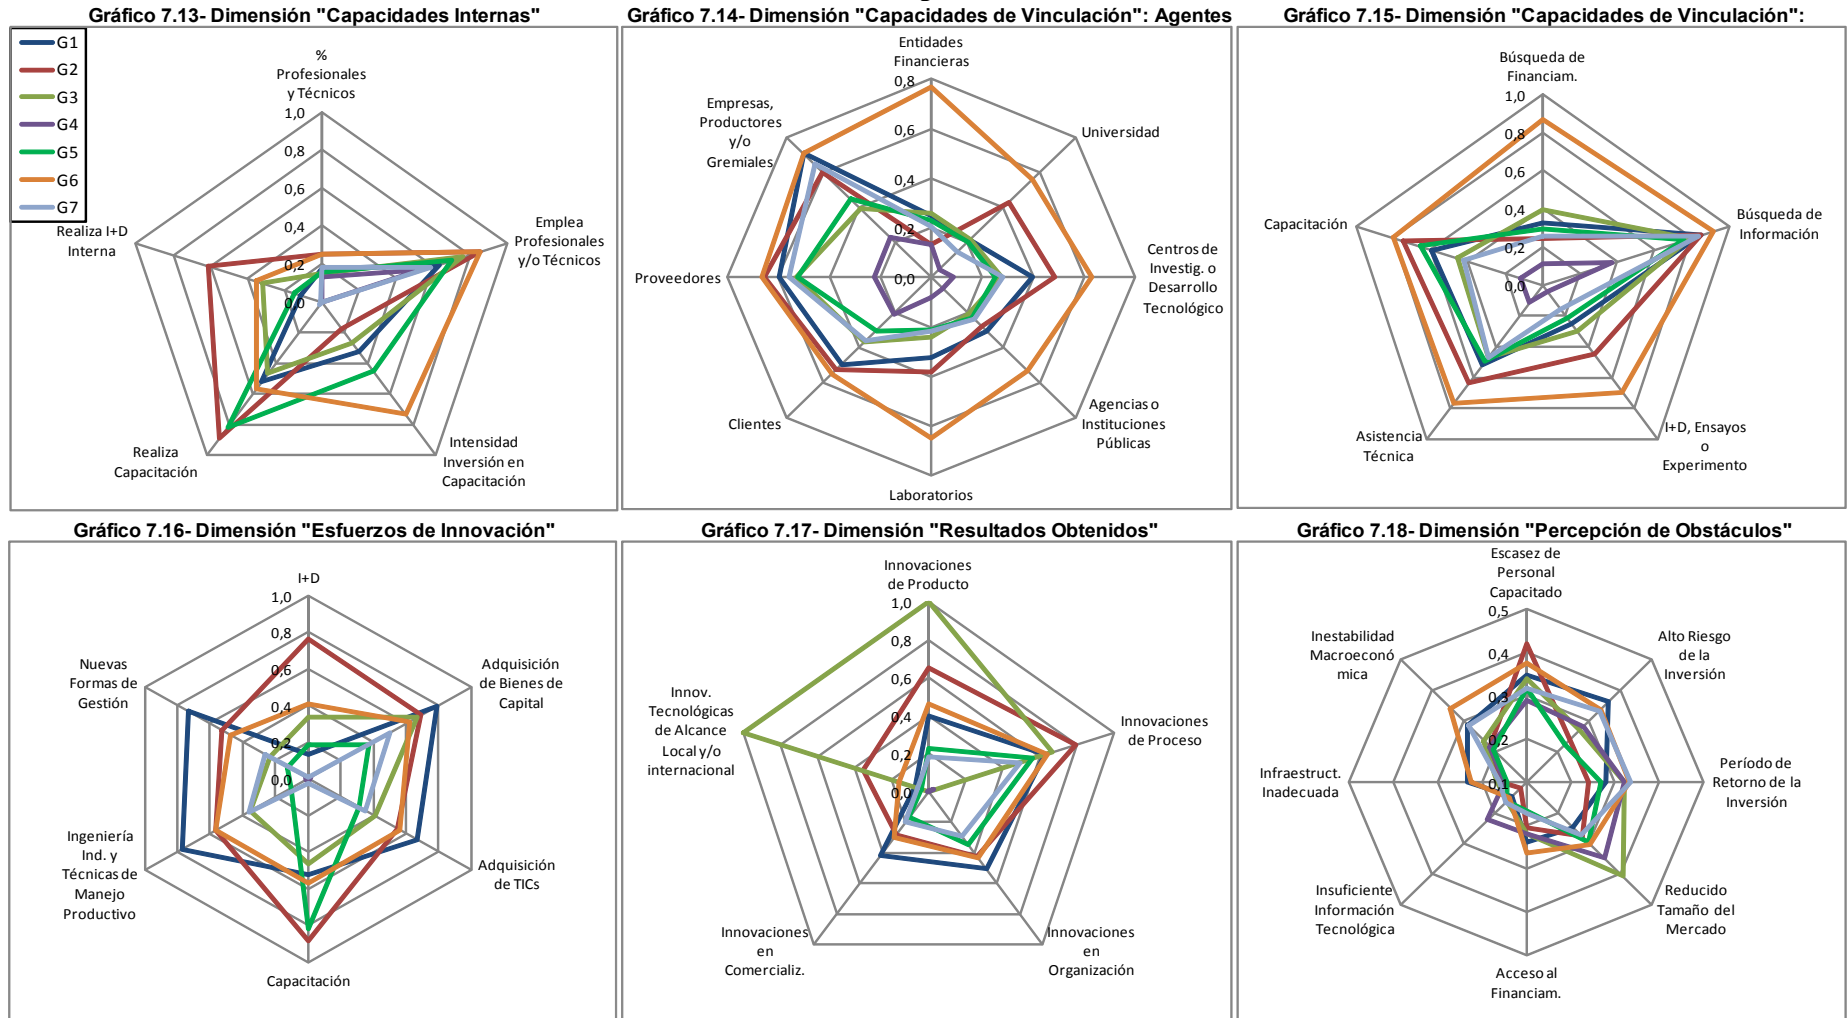 Gráfico 7.13- Dimensión "Capacidades Internas"
G1
G2
G3
G4
G5
G6
G7
%
Profesionales
y Técnicos
1,0
0,8
0,6
0,4
0,2
0,0
Emplea
Profesionales
y/o Técnicos
Intensidad
Inversión en
Capacitación
Realiza
Capacitación
Realiza I+D
Interna
Gráfico 7.14- Dimensión "Capacidades de Vinculación": Agentes
Entidades
Financieras
0,8
0,6
0,4
0,2
0,0
Universidad
Centros de
Investig. o
Desarrollo
Tecnológico
Agencias o
Instituciones
Públicas
Laboratorios
Clientes
Proveedores
Empresas,
Productores
y/o
Gremiales
Gráfico 7.15- Dimensión "Capacidades de Vinculación":
Búsqueda de
Financiam.
1,0
0,8
0,6
0,4
0,2
0,0
Búsqueda de
Información
I+D, Ensayos
o
Experimento
Asistencia
Técnica
Capacitación
Gráfico 7.16- Dimensión "Esfuerzos de Innovación"
I+D
1,0
0,8
0,6
0,4
0,2
0,0
Adquisición
de Bienes de
Capital
Adquisición
de TICs
Capacitación
Ingeniería
Ind. y
Técnicas de
Manejo
Productivo
Nuevas
Formas de
Gestión
Gráfico 7.17- Dimensión "Resultados Obtenidos"
Innovaciones
de Producto
1,0
0,8
0,6
0,4
0,2
0,0
Innovaciones
de Proceso
Innovaciones
en
Organización
Innovaciones
en
Comercializ.
Innov.
Tecnológicas
de Alcance
Local y/o
internacional
Gráfico 7.18- Dimensión "Percepción de Obstáculos"
Escasez de
Personal
Capacitado
0,5
0,4
0,3
0,2
0,1
Alto Riesgo
de la
Inversión
Período de
Retorno de la
Inversión
Reducido
Tamaño del
Mercado
Acceso al
Financiam.
Insuficiente
Información
Tecnológica
Infraestruct.
Inadecuada
Inestabilidad
Macroeconó
mica